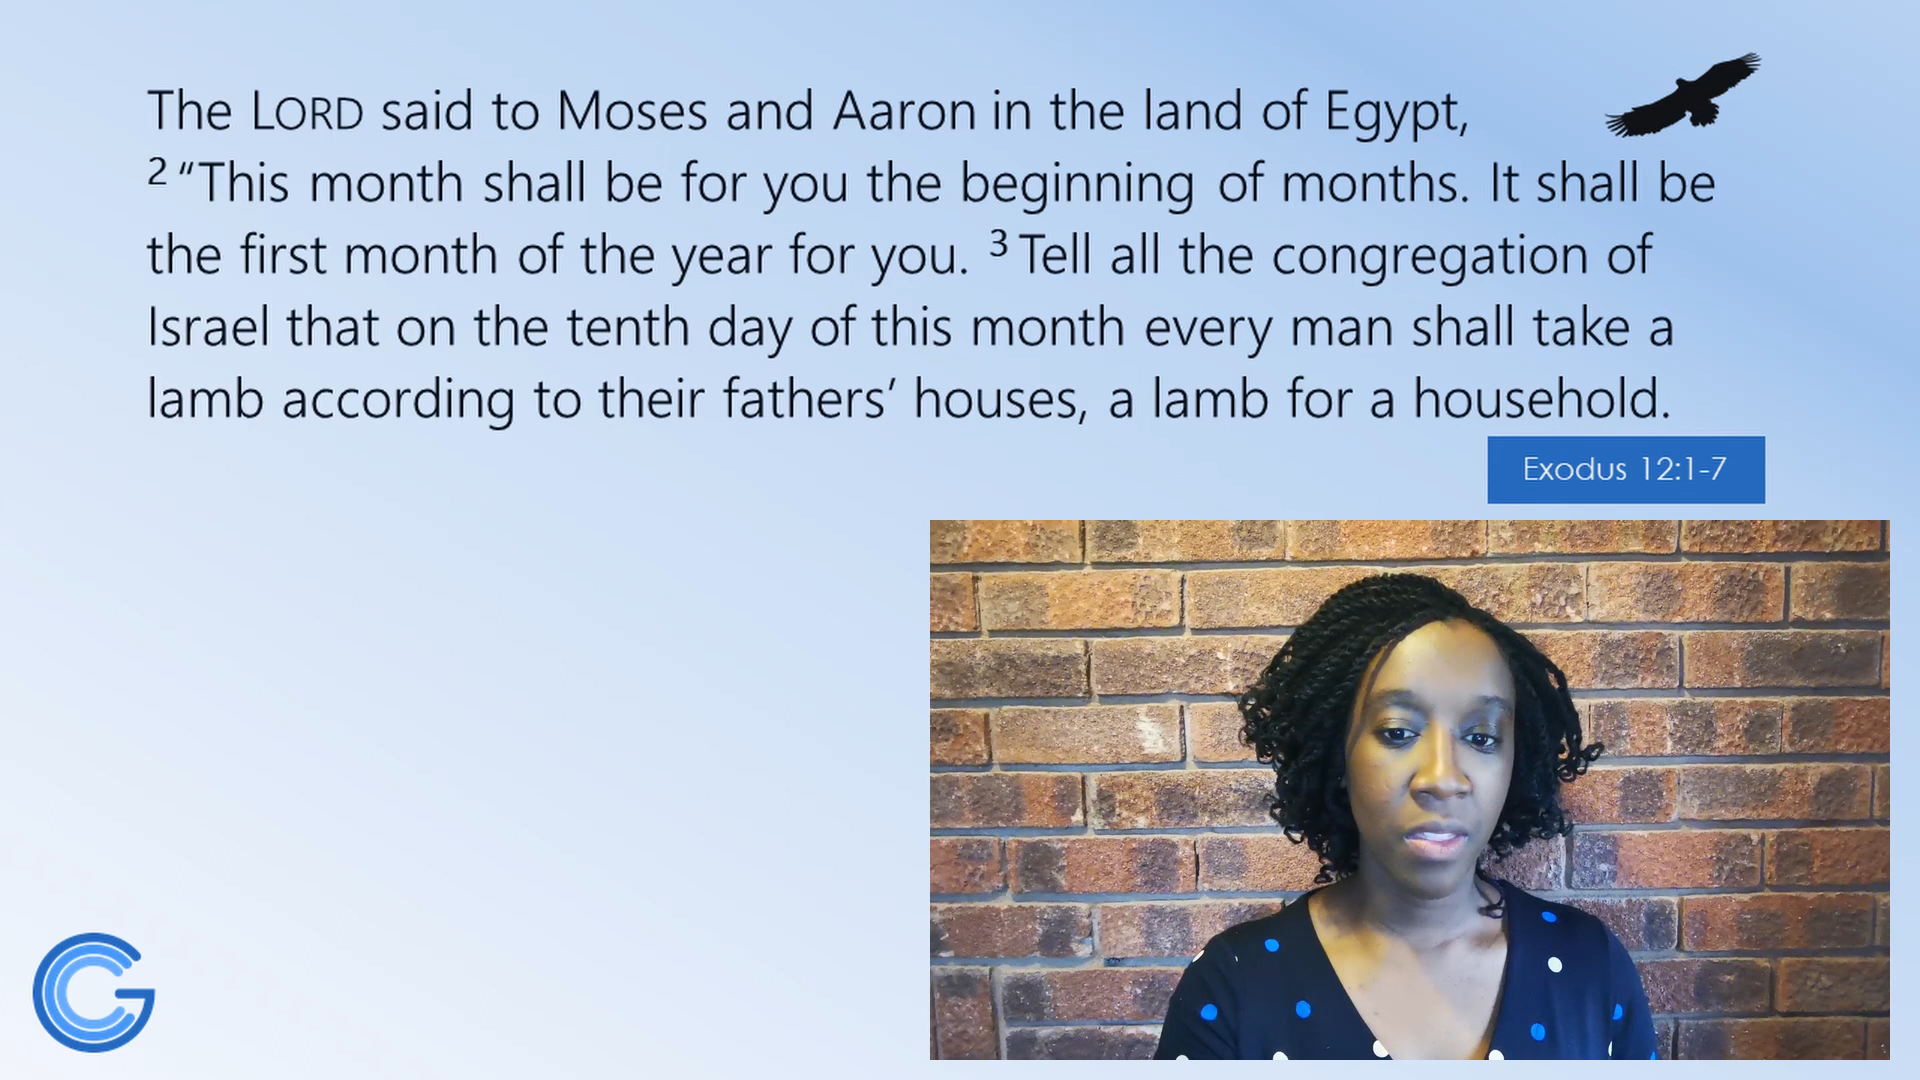 The LORD said to Moses and Aaron in the land of Egypt,
2 “This month shall be for you the beginning of months. It shall be
the first month of the year for you. 3 Tell all the congregation of
Israel that on the tenth day of this month every man shall take a
lamb according to their fathers’ houses, a lamb for a household.
Exodus 12:1-7